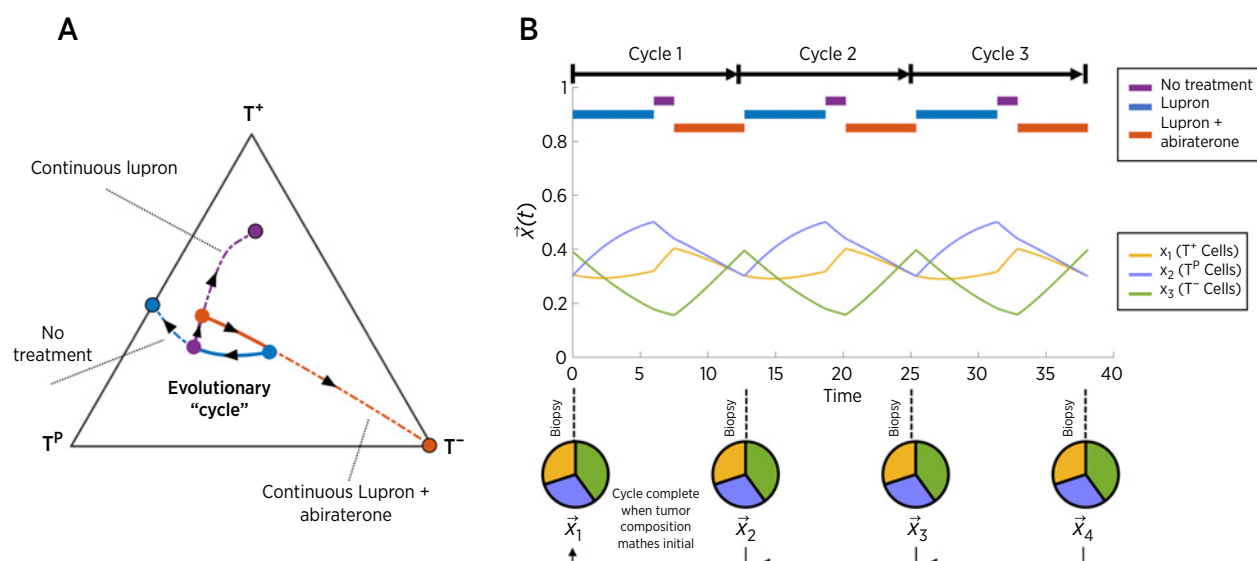 A
T+
Continuous lupron
No
treatment
Evolutionary
“cycle”
TP
T−
Continuous Lupron +
abiraterone
B
Cycle 1
Cycle 2
Cycle 3
No treatment
Lupron
Lupron +
abiraterone
1
0.8
0.6
0.4
0.2
0
x⃗(t)
0 5 10 15 20 25 30 35 40
Time
x1 (T+ Cells)
x2 (TP Cells)
x3 (T− Cells)
Biopsy
Biopsy
Biopsy
Biopsy
Cycle complete
when tumor
composition
mathes initial
x⃗1
x⃗2
x⃗3
x⃗4